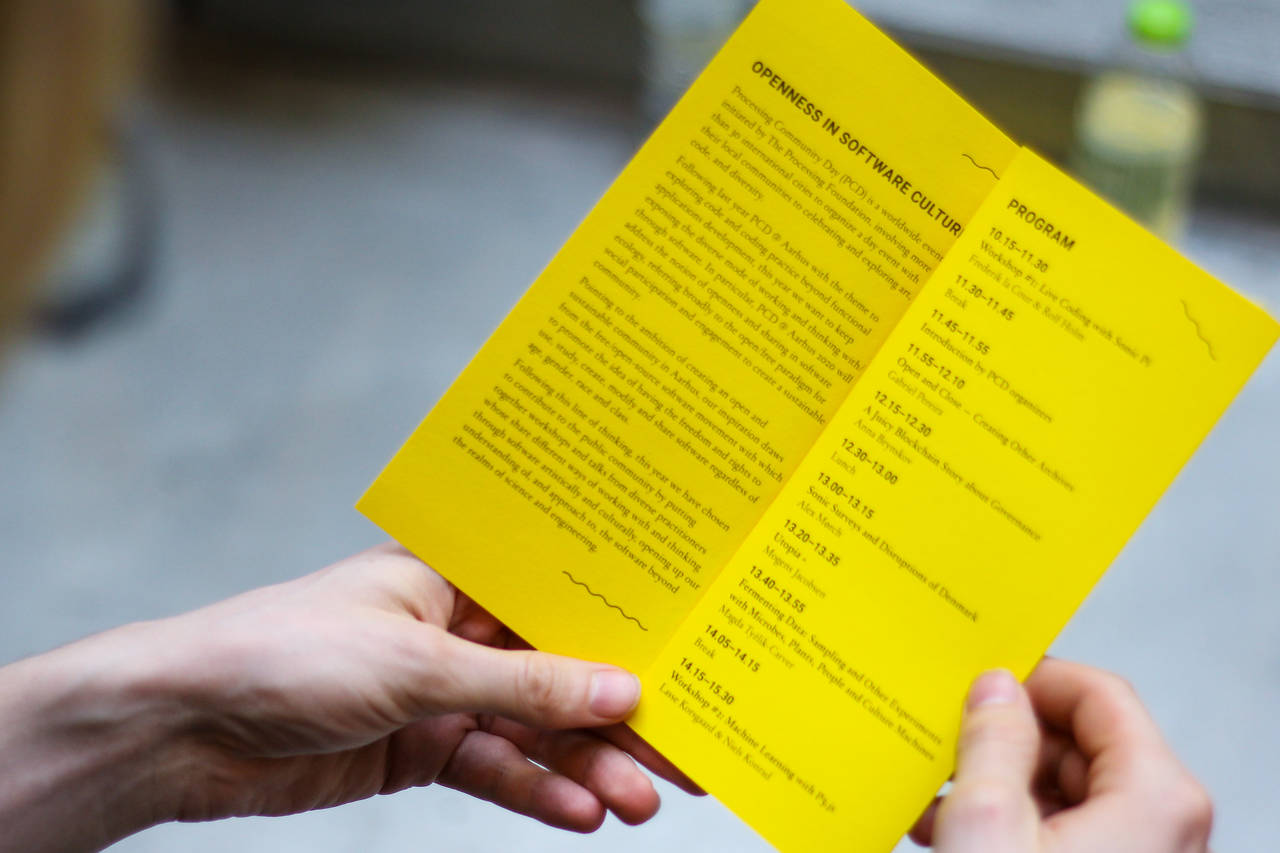 OPENNESS IN SOFTWARE CULTUR
Processing Community Day (PCD) is a worldwide even
initiated by The Processing Foundation, involving more
than 30 international cities to organize a day event with
their local communities to celebrating and exploring art,
code, and diversity.
Following last year PCD @ Aarhus with the theme to
exploring code and coding practice beyond functional
applications development, this year we want to keep
exposing the diverse mode of working and thinking with
through software. In particular, PCD @ Aarhus 2020 will
address the notion of openness and sharing in software
ecology, referring broadly to the open/free paradigm for
social participation and engagement to create a sustainable
community.
Pointing to the ambition of creating an open and
sustainable community in Aarhus, our inspiration draws
from the free/open-source software movement with which
to promote the idea of having the freedom and rights to
use, study, create, modify and share software regardless of
age, gender, race and class.
Following this line of thinking, this year we have chosen
to contribute to the public community by putting
together workshops and talks from diverse practitioners
whose share different ways of working with and thinking
through software artistically and culturally, opening up our
understanding of, and approach to, the software beyond
the realms of science and engineering.
PROGRAM
10.15–11.30
Workshop #1: Live Coding with Sonic Pi
Frederik la Cour & Rolf Holm
11.30–11.45
Break
11.45–11.55
Introduction by PCD organizers
11.55–12.10
Open and Close – Creating Other Archives
Gabriel Pereira
12.15–12.30
A Juicy Blockchain Story about Governance
Anna Brynskov
12.30–13.00
Lunch
13.00–13.15
Sonic Surveys and Disruptions of Denmark
Alex Mørch
13.20–13.35
Utopia -
Mogens Jacobsen
13.40–13.55
Fermenting Data: Sampling and Other Experiments
with Microbes, Plants, People and Culture Machines
Magda Tyżlik-Carver
14.05–14.15
Break
14.15–15.30
Workshop #2: Machine Learning with P5.js
Lasse Korsgaard & Niels Konrad